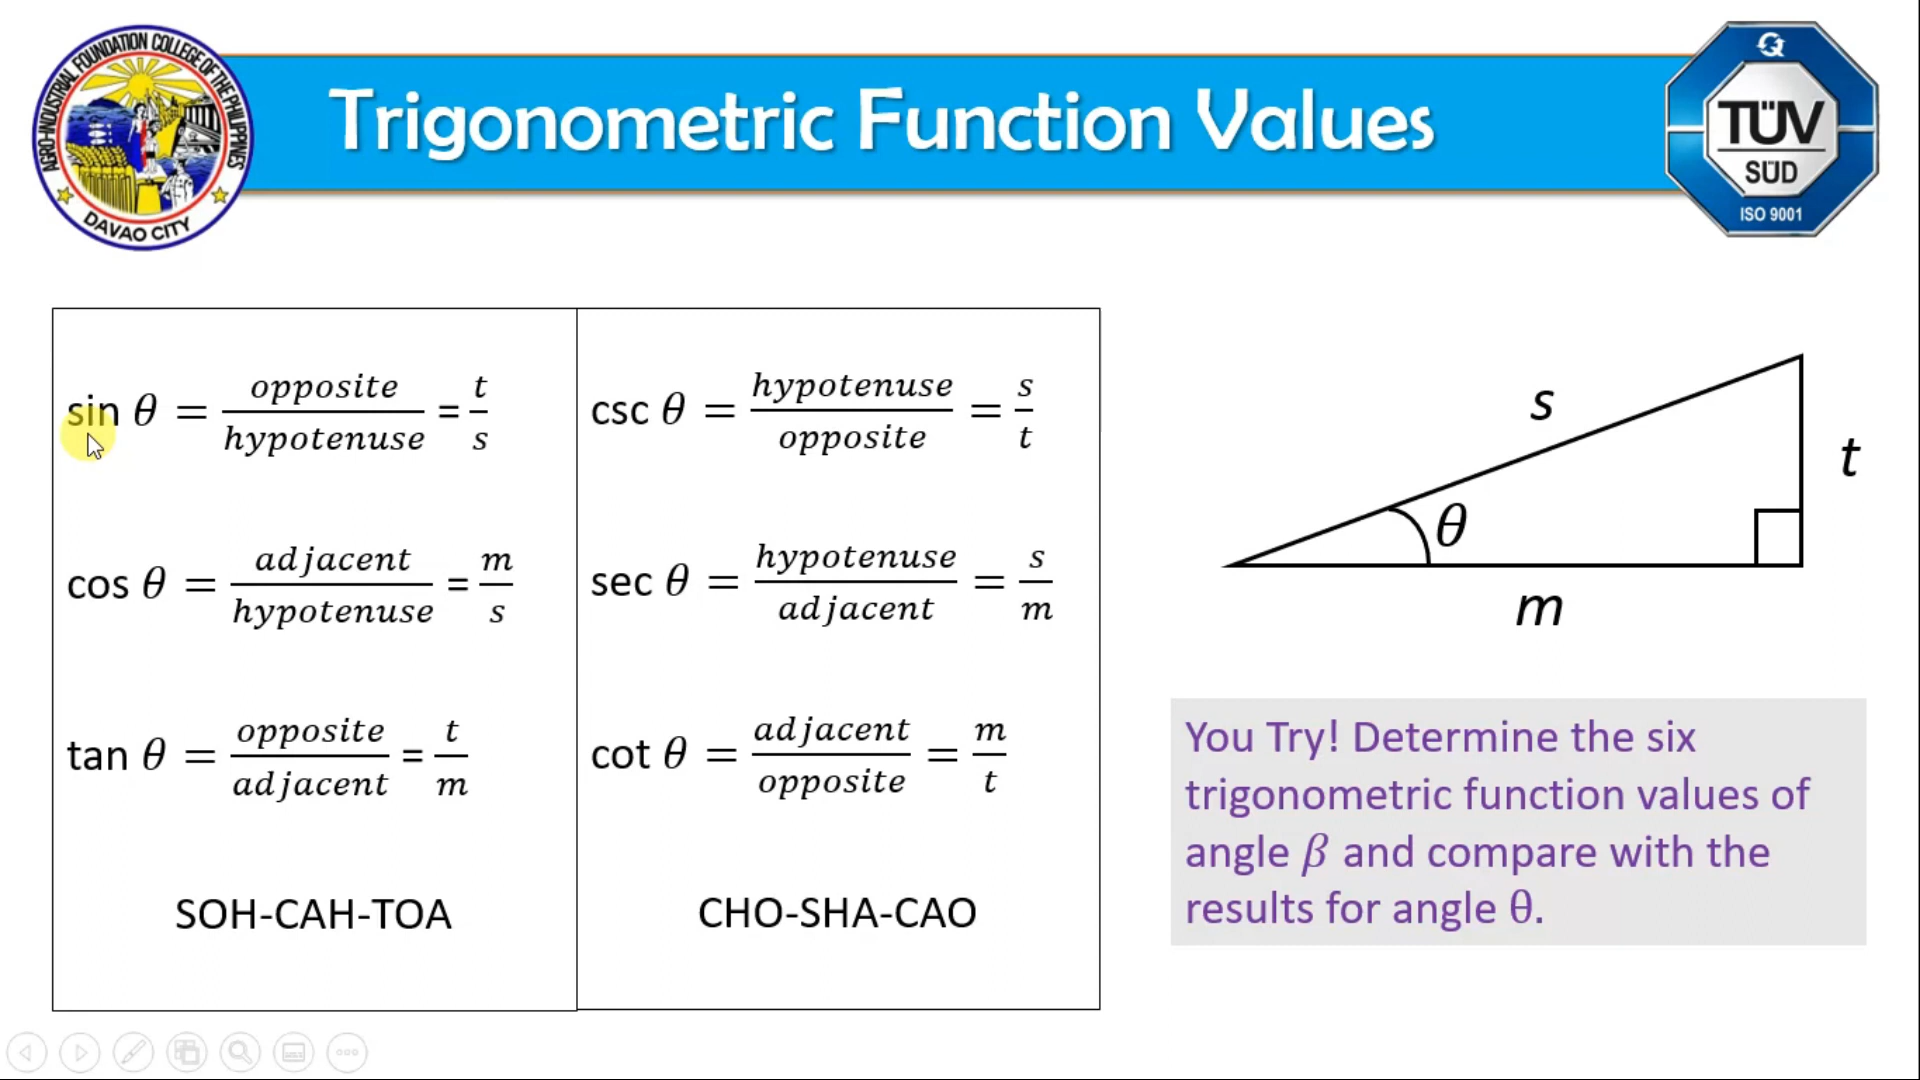 AGRO-INDUSTRIAL FOUNDATION COLLEGE OF THE PHILIPPINES
DAVAO CITY
Trigonometric Function Values
TÜV
SÜD
ISO 9001
sin θ = opposite/hypotenuse = t/s
csc θ = hypotenuse/opposite = s/t
cos θ = adjacent/hypotenuse = m/s
sec θ = hypotenuse/adjacent = s/m
tan θ = opposite/adjacent = t/m
cot θ = adjacent/opposite = m/t
SOH-CAH-TOA
CHO-SHA-CAO
s
t
θ
m
You Try! Determine the six
trigonometric function values of
angle β and compare with the
results for angle θ.